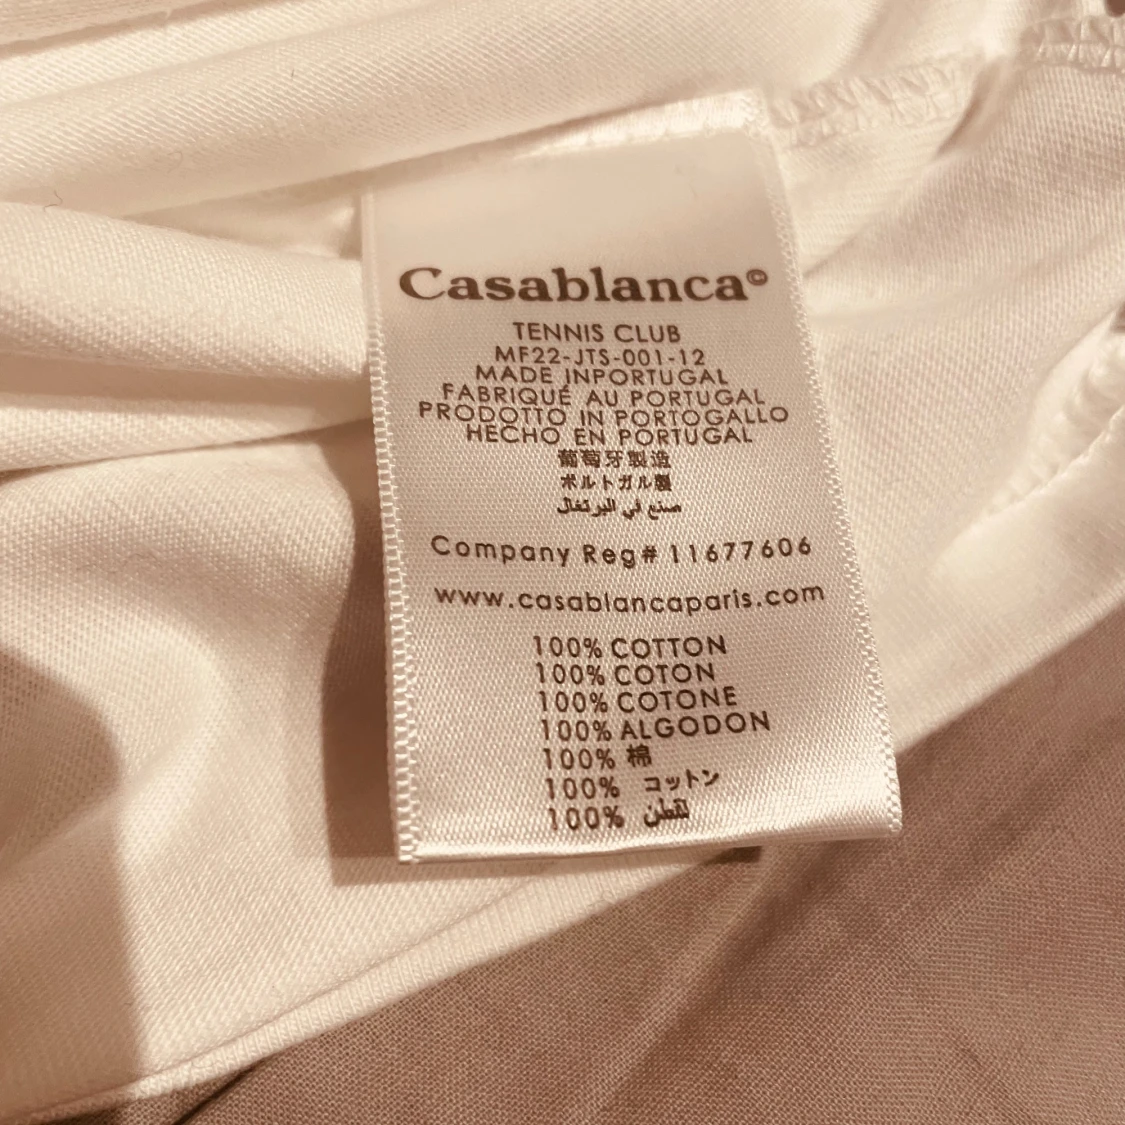 Casablanca©
TENNIS CLUB
MF22-JTS-001-12
MADE INPORTUGAL
FABRIQUÉ AU PORTUGAL
PRODOTTO IN PORTOGALLO
HECHO EN PORTUGAL
葡萄牙製造
ポルトガル製
صنع في البرتغال
Company Reg# 11677606
www.casablancaparis.com
100% COTTON
100% COTON
100% COTONE
100% ALGODON
100% 棉
100% コットン
100% لقطن